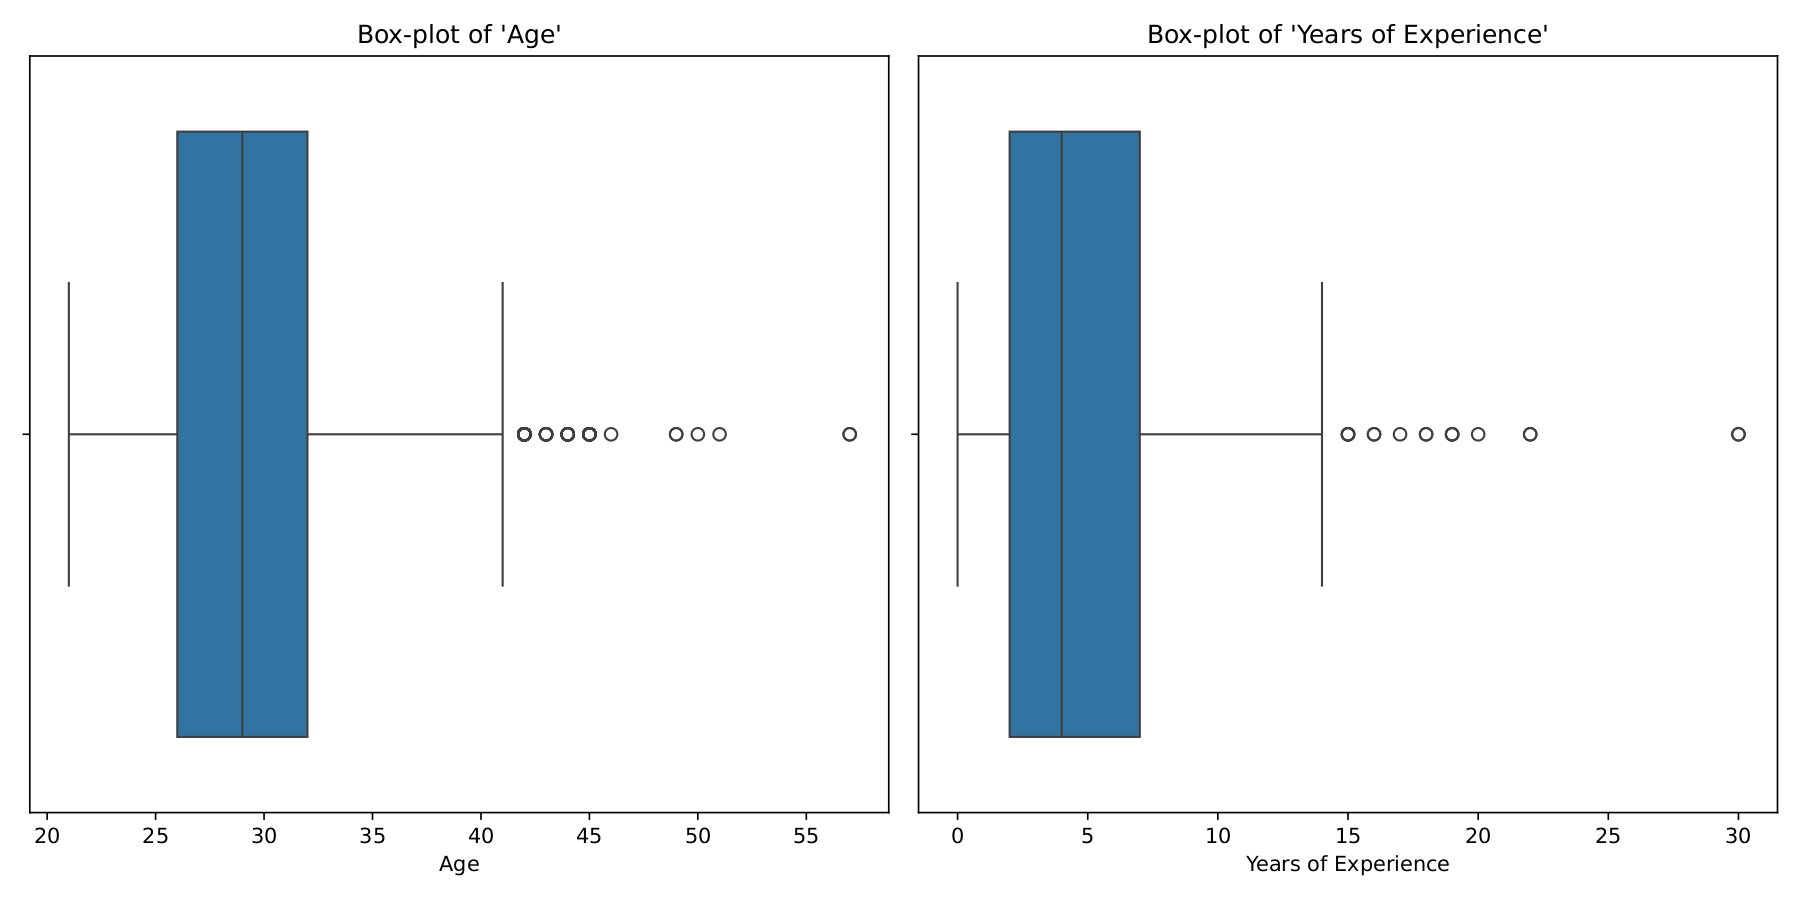 Box-plot of 'Age'
20 25 30 35 40 45 50 55
Age
Box-plot of 'Years of Experience'
0 5 10 15 20 25 30
Years of Experience